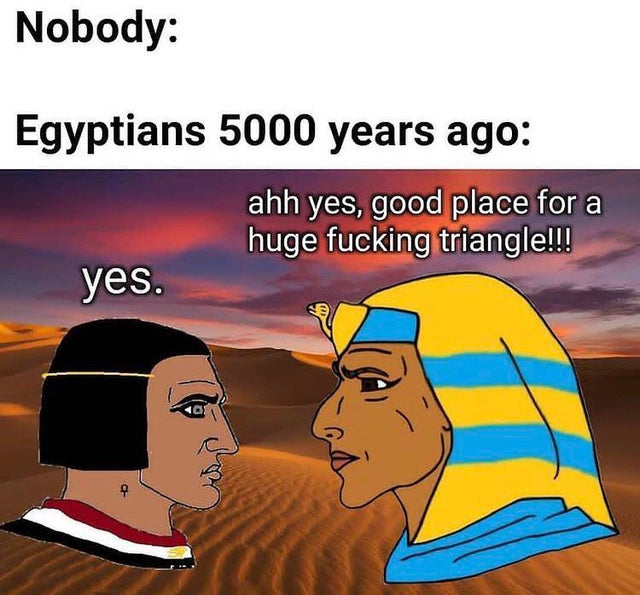 Nobody:
Egyptians 5000 years ago:
ahh yes, good place for a
huge fucking triangle!!!
yes.